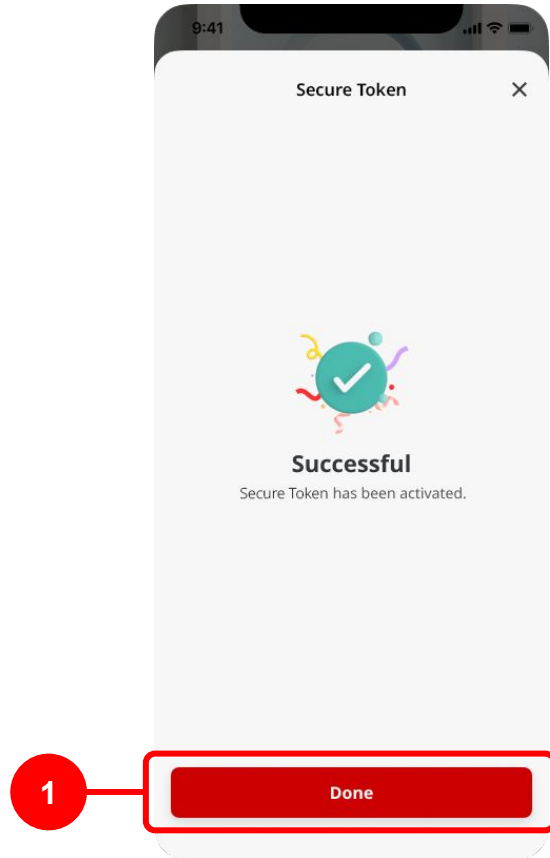 9:41
Secure Token
Successful
Secure Token has been activated.
1
Done